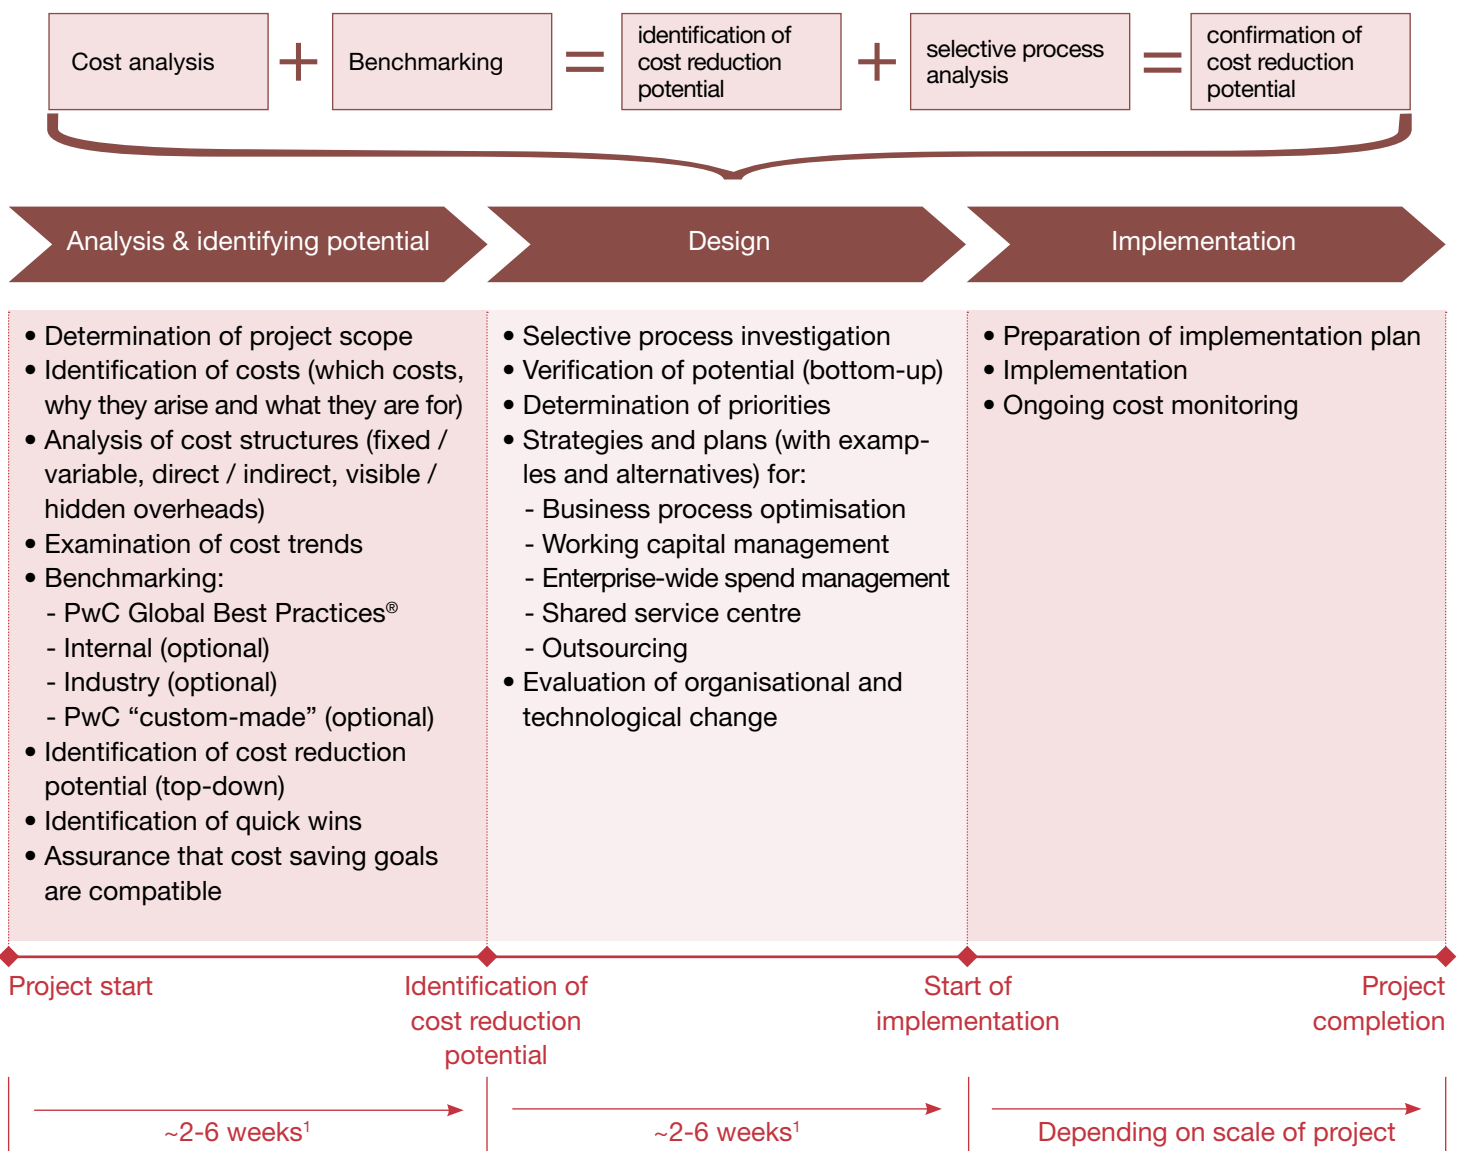 Cost analysis
+
Benchmarking
=
identification of
cost reduction
potential
+
selective process
analysis
=
confirmation of
cost reduction
potential
Analysis & identifying potential
Design
Implementation
• Determination of project scope
• Identification of costs (which costs,
why they arise and what they are for)
• Analysis of cost structures (fixed /
variable, direct / indirect, visible /
hidden overheads)
• Examination of cost trends
• Benchmarking:
- PwC Global Best Practices®
- Internal (optional)
- Industry (optional)
- PwC “custom-made” (optional)
• Identification of cost reduction
potential (top-down)
• Identification of quick wins
• Assurance that cost saving goals
are compatible
• Selective process investigation
• Verification of potential (bottom-up)
• Determination of priorities
• Strategies and plans (with examp-
les and alternatives) for:
- Business process optimisation
- Working capital management
- Enterprise-wide spend management
- Shared service centre
- Outsourcing
• Evaluation of organisational and
technological change
• Preparation of implementation plan
• Implementation
• Ongoing cost monitoring
Project start
Identification of
cost reduction
potential
Start of
implementation
Project
completion
~2-6 weeks¹
~2-6 weeks¹
Depending on scale of project